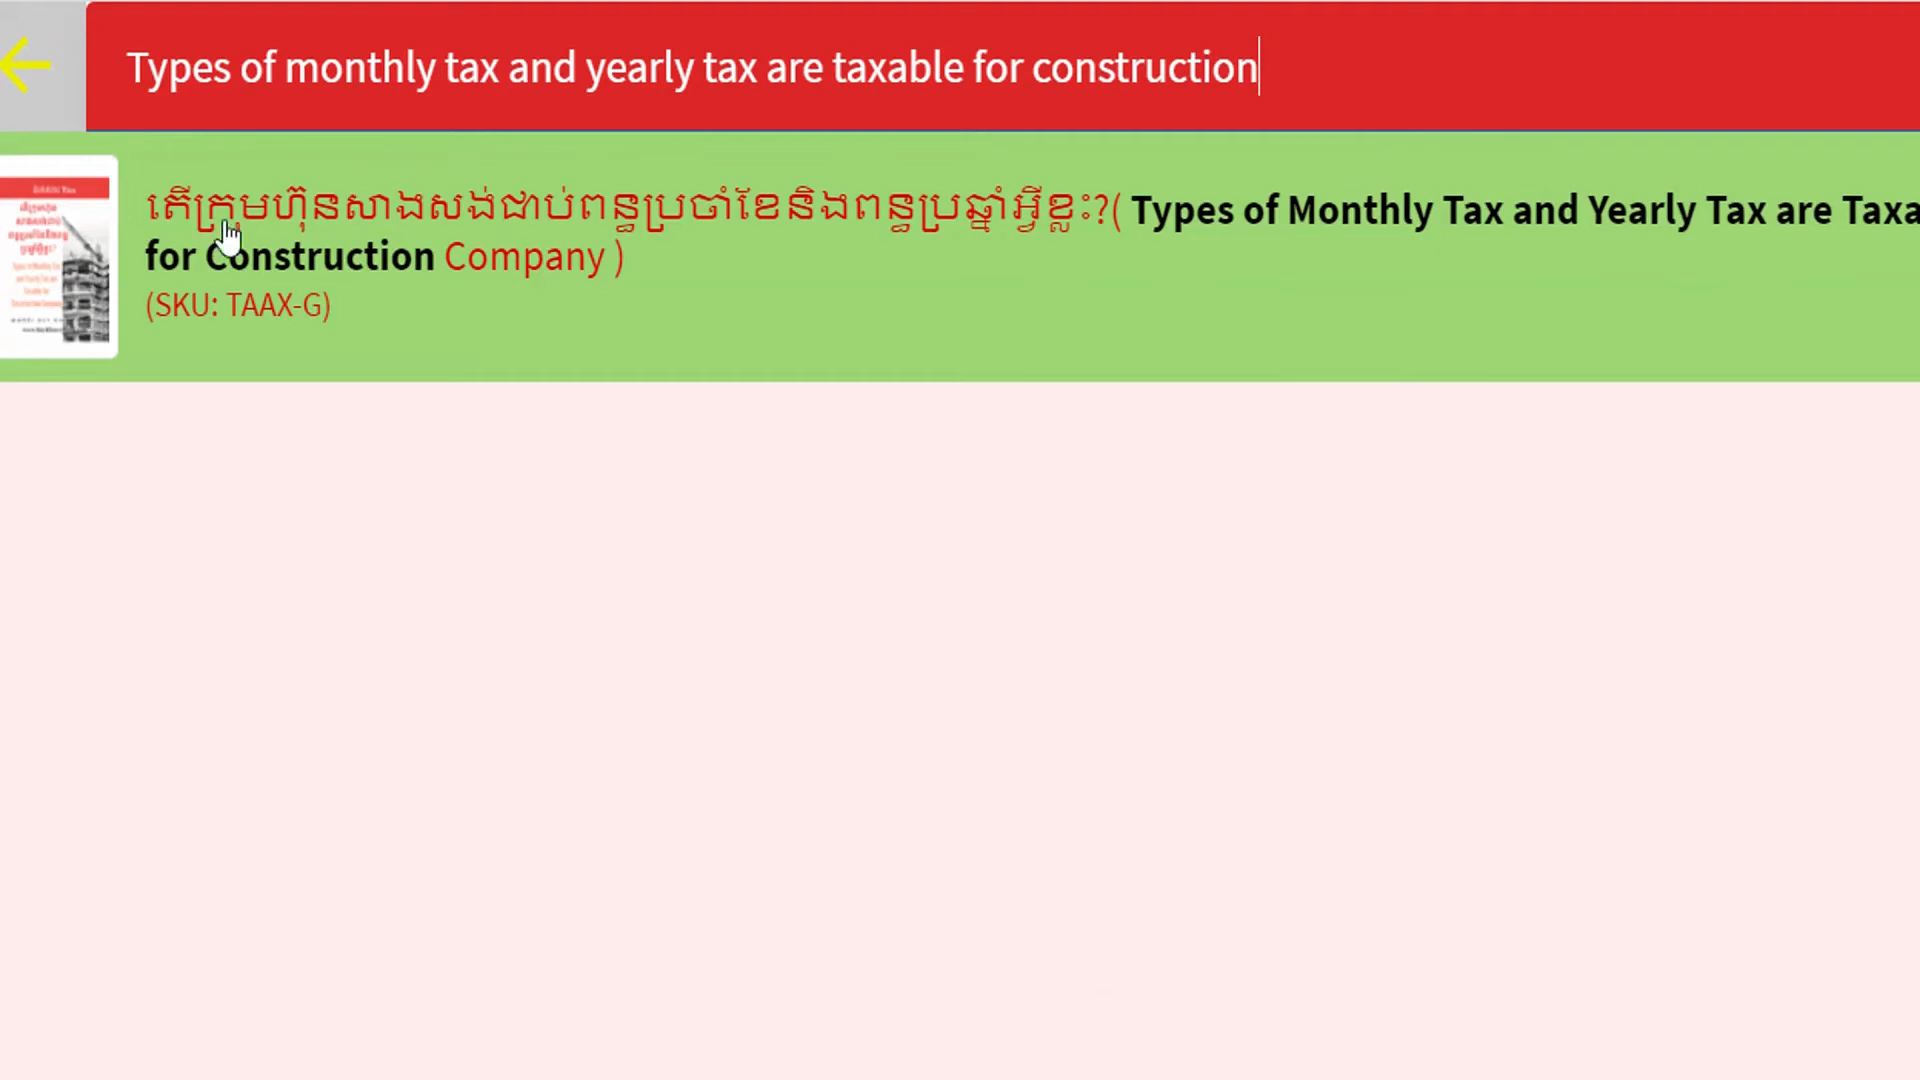 Types of monthly tax and yearly tax are taxable for construction
តើក្រុមហ៊ុនសាងសង់ជាប់ពន្ធប្រចាំខែនិងពន្ធប្រឆ្នាំអ្វីខ្លះ?( Types of Monthly Tax and Yearly Tax are Taxa
for Construction Company )
(SKU: TAAX-G)